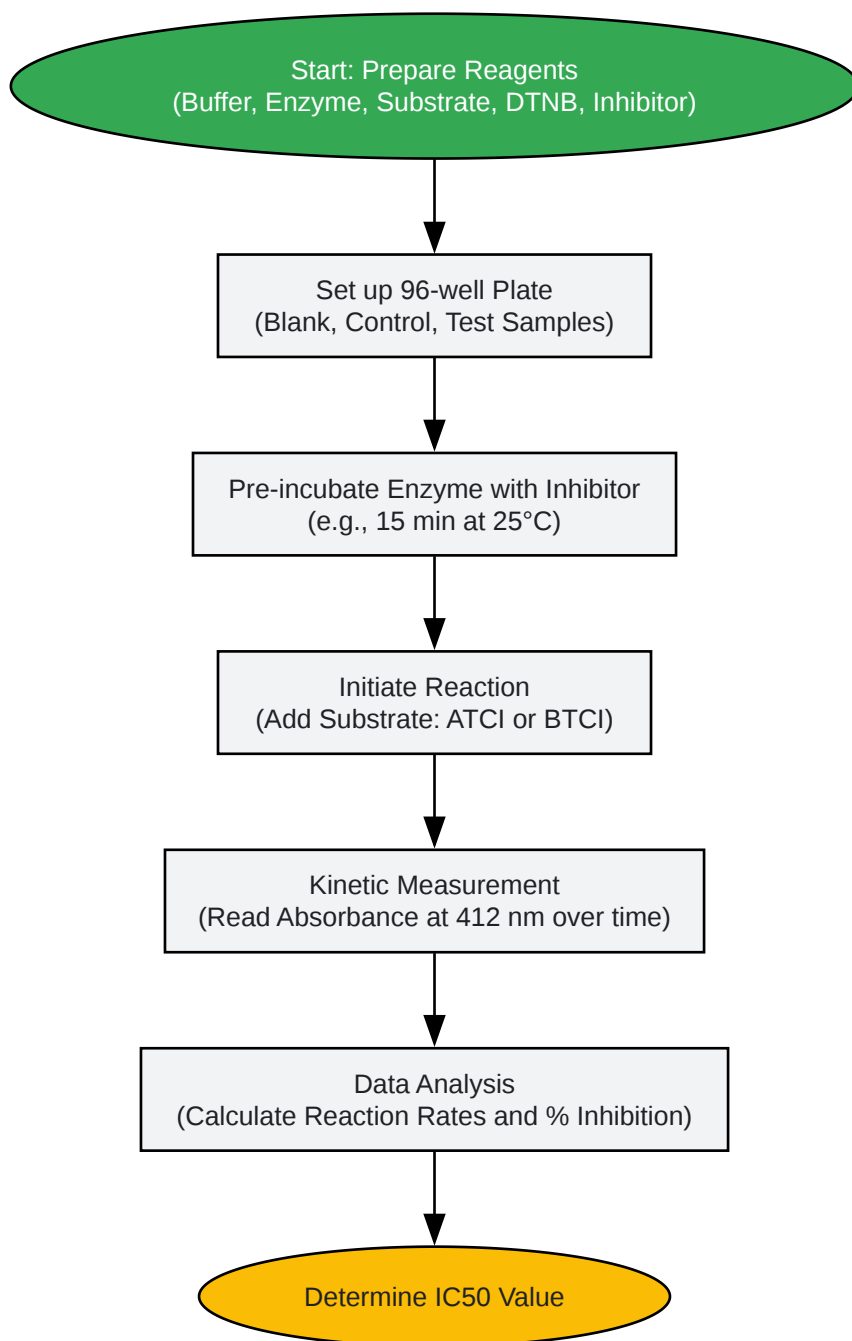 Start: Prepare Reagents
(Buffer, Enzyme, Substrate, DTNB, Inhibitor)
Set up 96-well Plate
(Blank, Control, Test Samples)
Pre-incubate Enzyme with Inhibitor
(e.g., 15 min at 25°C)
Initiate Reaction
(Add Substrate: ATCI or BTCI)
Kinetic Measurement
(Read Absorbance at 412 nm over time)
Data Analysis
(Calculate Reaction Rates and % Inhibition)
Determine IC50 Value